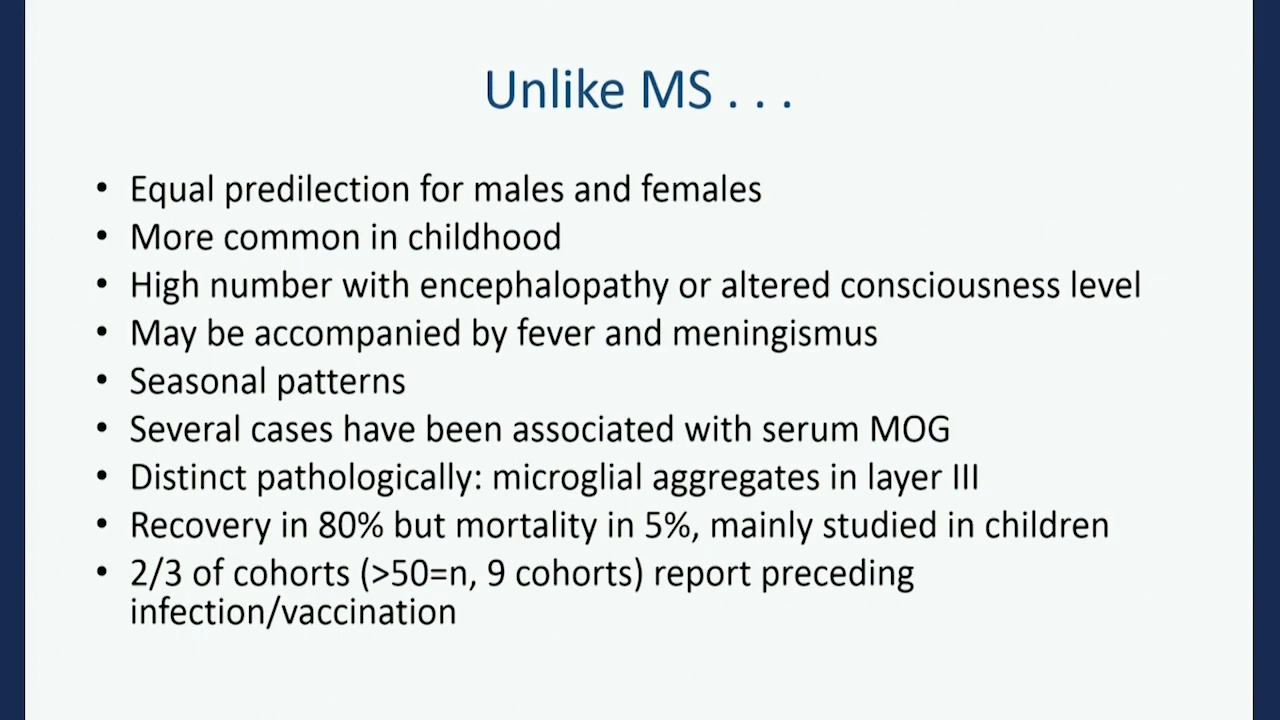 Unlike MS . . .
• Equal predilection for males and females
• More common in childhood
• High number with encephalopathy or altered consciousness level
• May be accompanied by fever and meningismus
• Seasonal patterns
• Several cases have been associated with serum MOG
• Distinct pathologically: microglial aggregates in layer III
• Recovery in 80% but mortality in 5%, mainly studied in children
• 2/3 of cohorts (>50=n, 9 cohorts) report preceding
infection/vaccination